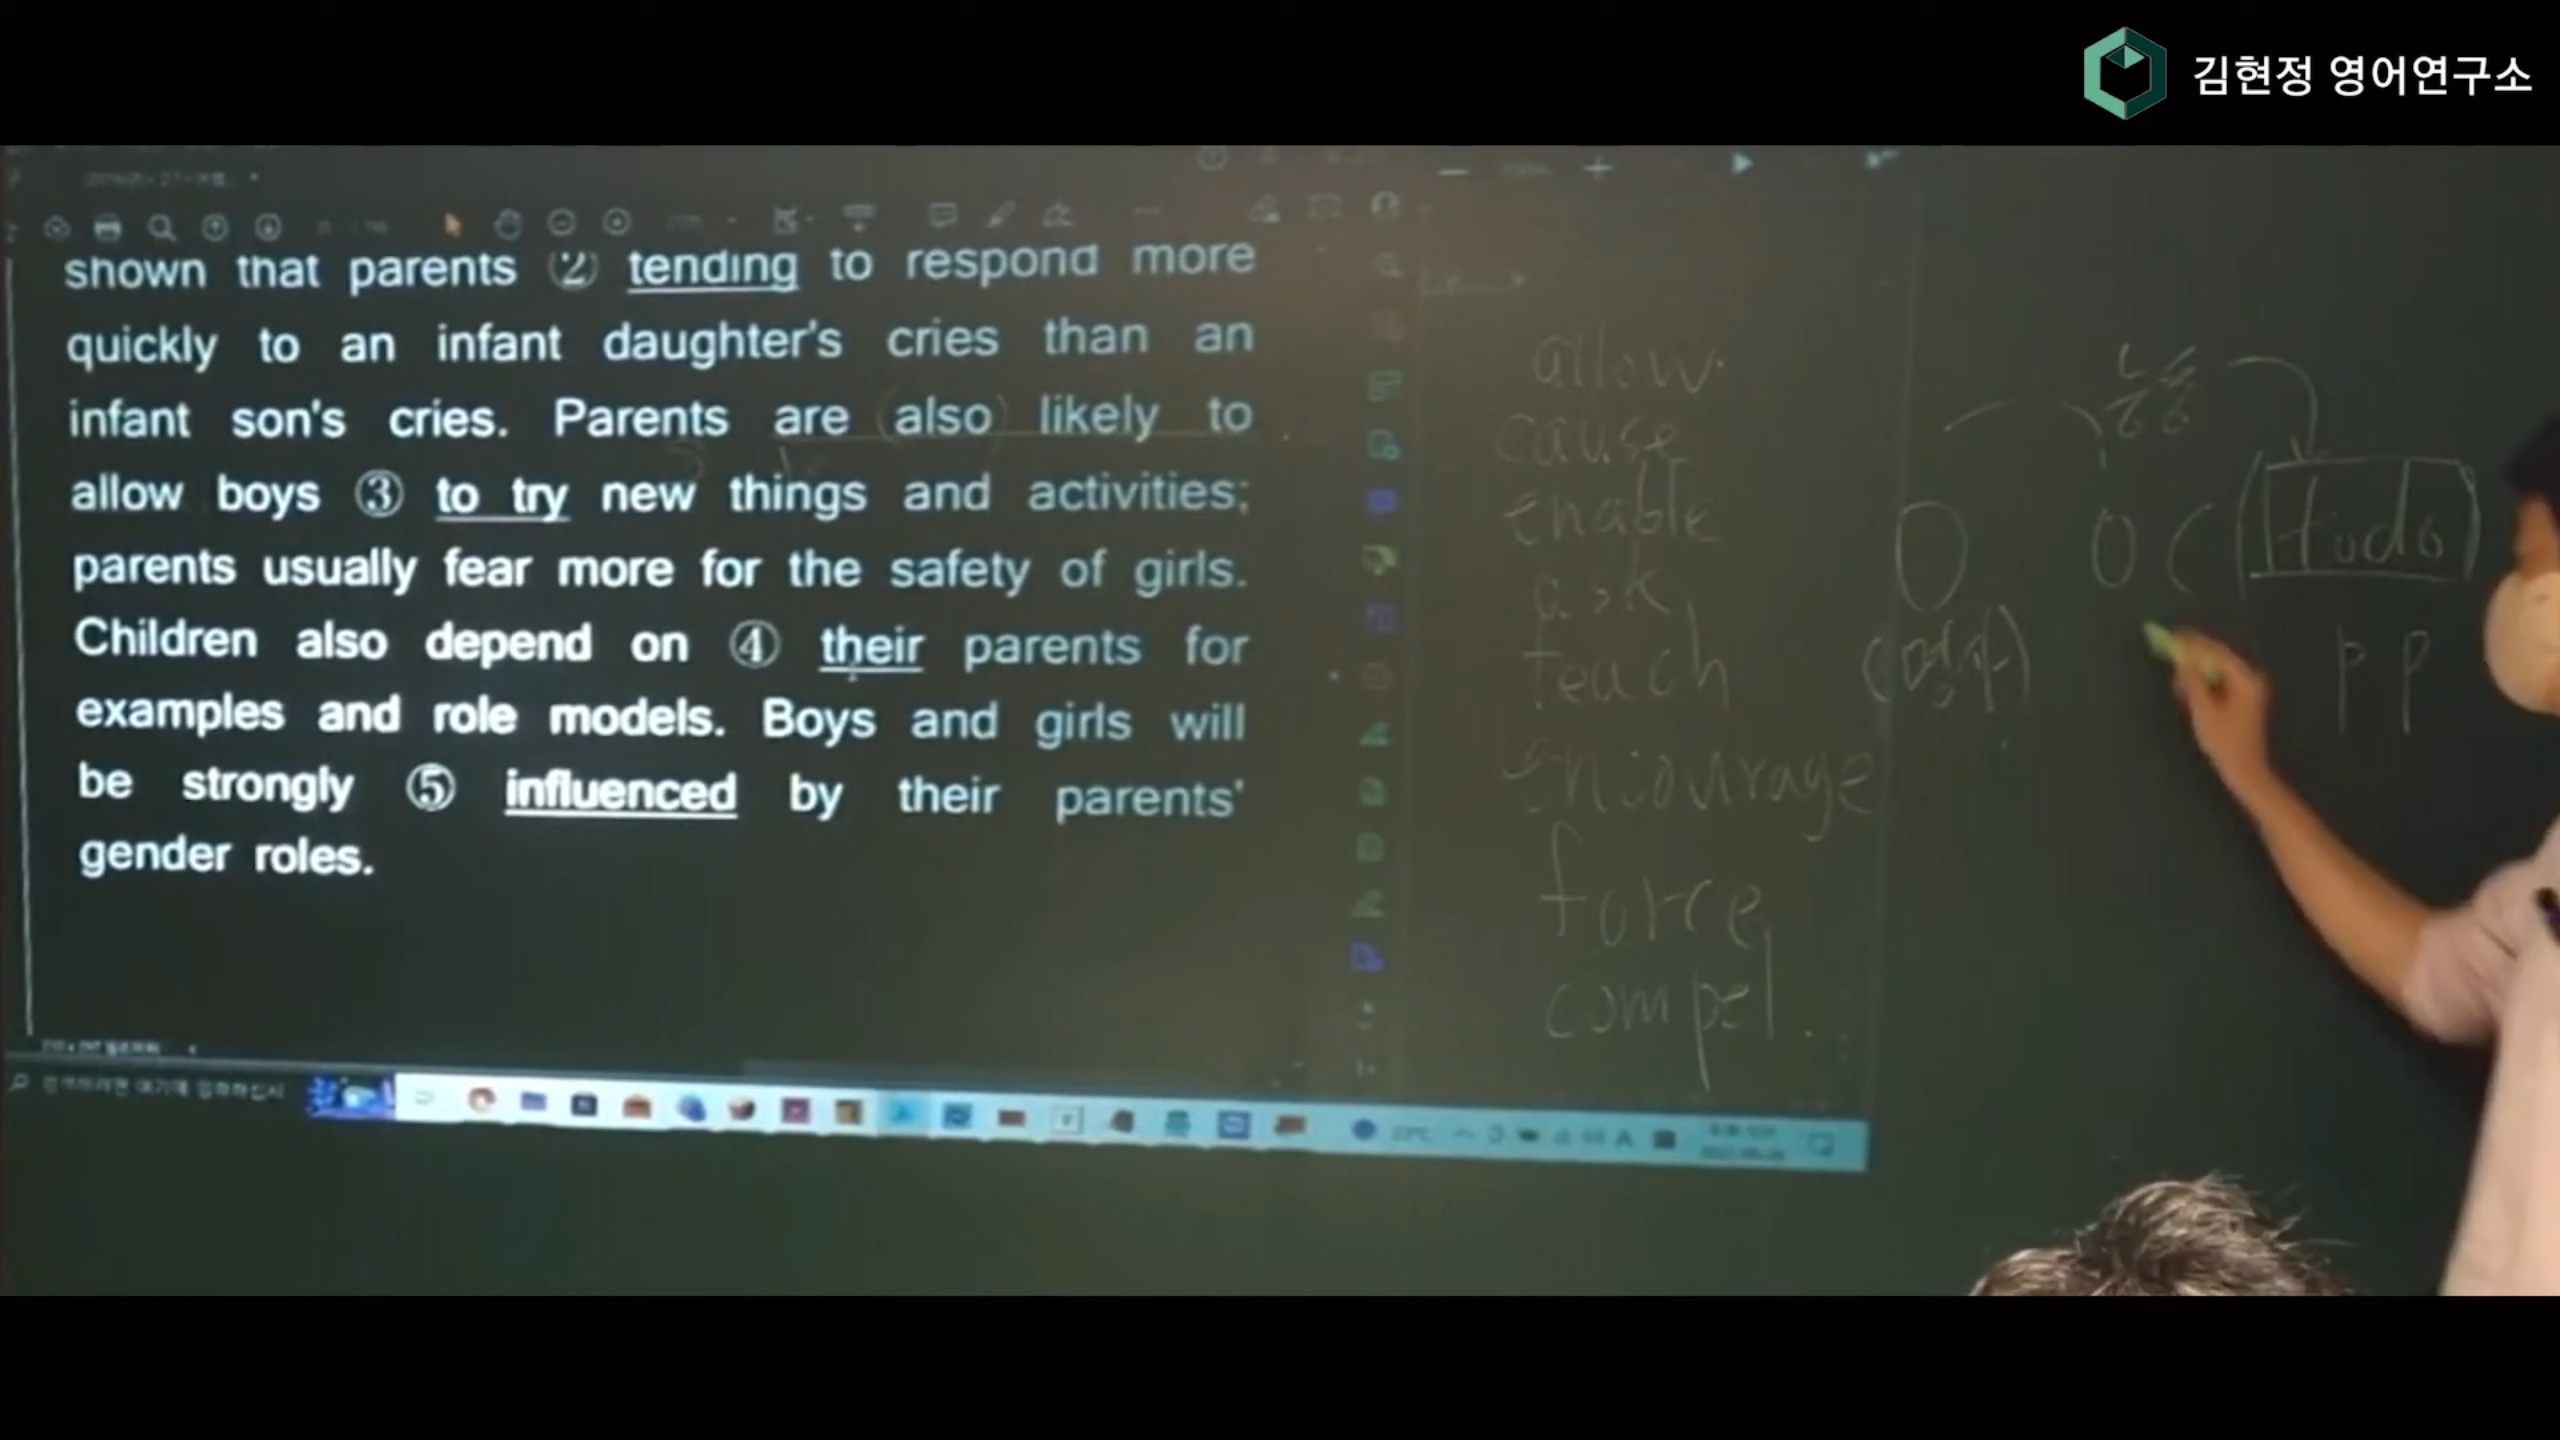 김현정 영어연구소
shown that parents ② tending to respond more
quickly to an infant daughter's cries than an
infant son's cries. Parents are (also) likely to
allow boys ③ to try new things and activities;
parents usually fear more for the safety of girls.
Children also depend on ④ their parents for
examples and role models. Boys and girls will
be strongly ⑤ influenced by their parents'
gender roles.
allow
cause
enable
ask
teach
encourage
force
compel
O
OC
todo
능동
pp